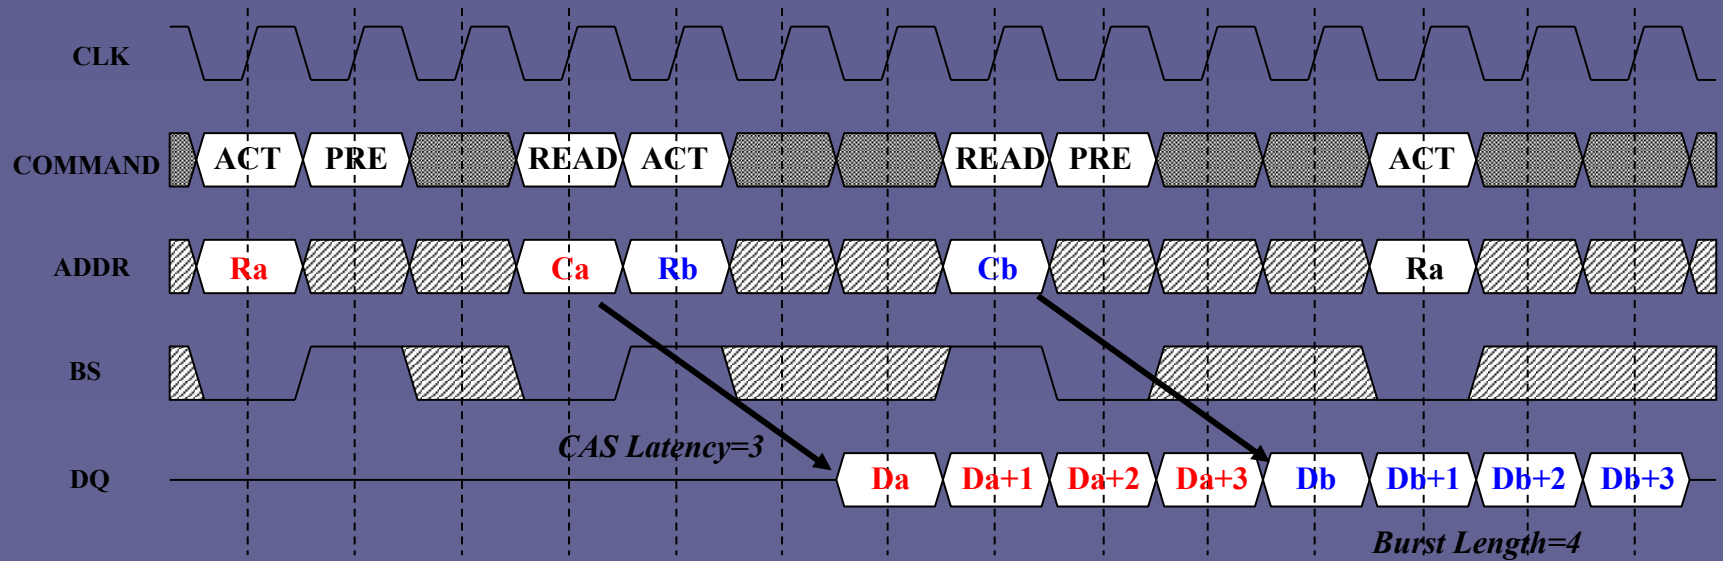 CLK
COMMAND ACT PRE READ ACT READ PRE ACT
ADDR Ra Ca Rb Cb Ra
BS
CAS Latency=3
DQ Da Da+1 Da+2 Da+3 Db Db+1 Db+2 Db+3
Burst Length=4